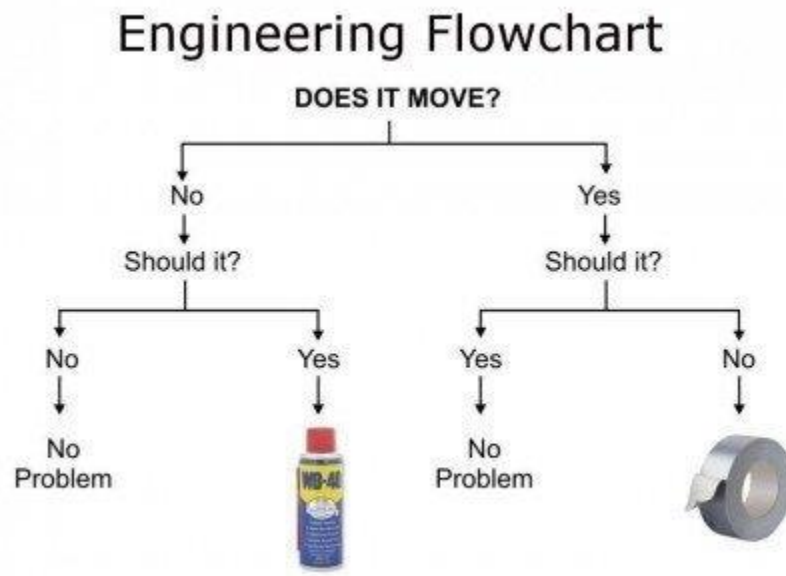 Engineering Flowchart
DOES IT MOVE?
No
Yes
Should it?
Should it?
No
Yes
Yes
No
No
Problem
No
Problem
WD-40